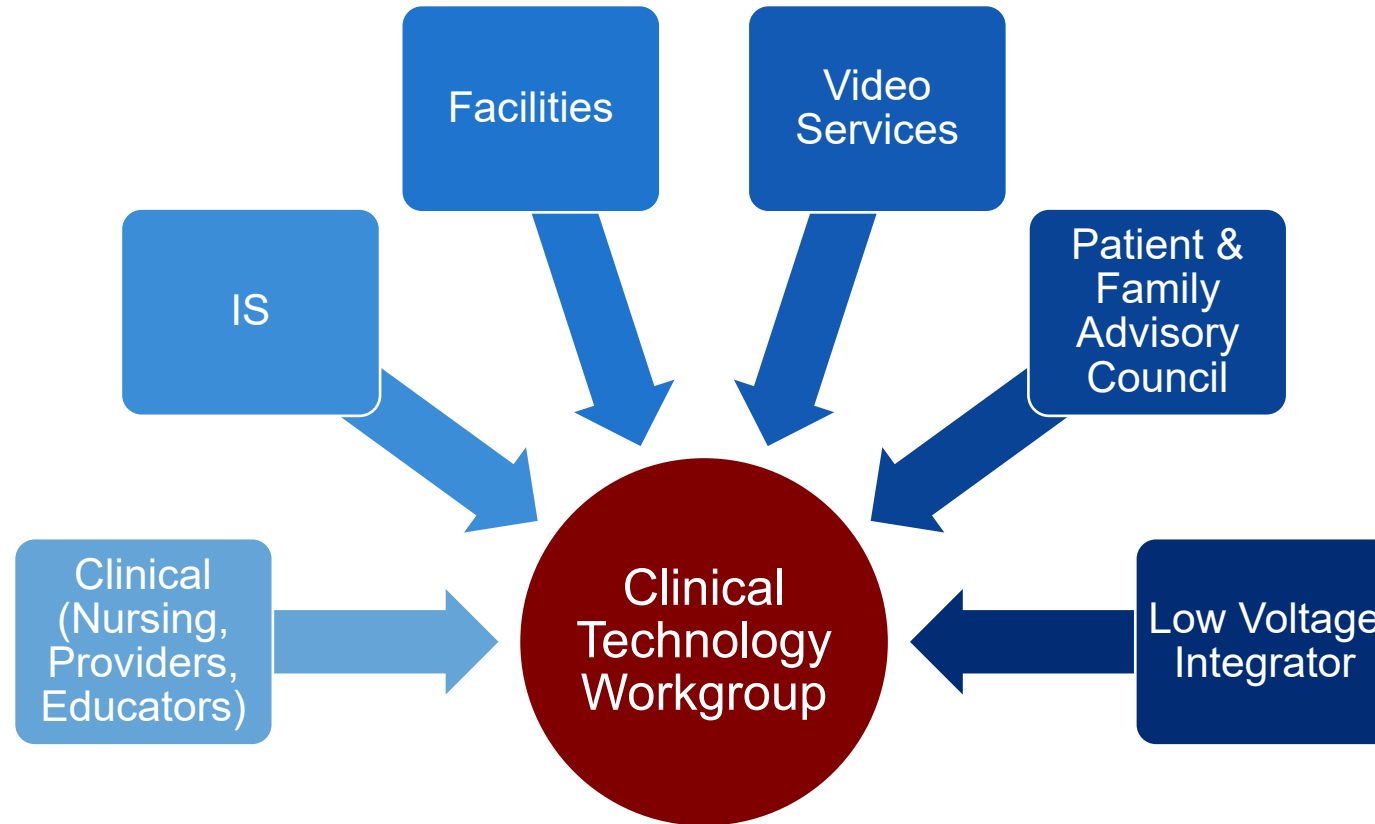 Facilities
Video
Services
IS
Patient &
Family
Advisory
Council
Clinical
(Nursing,
Providers,
Educators)
Clinical
Technology
Workgroup
Low Voltage
Integrator